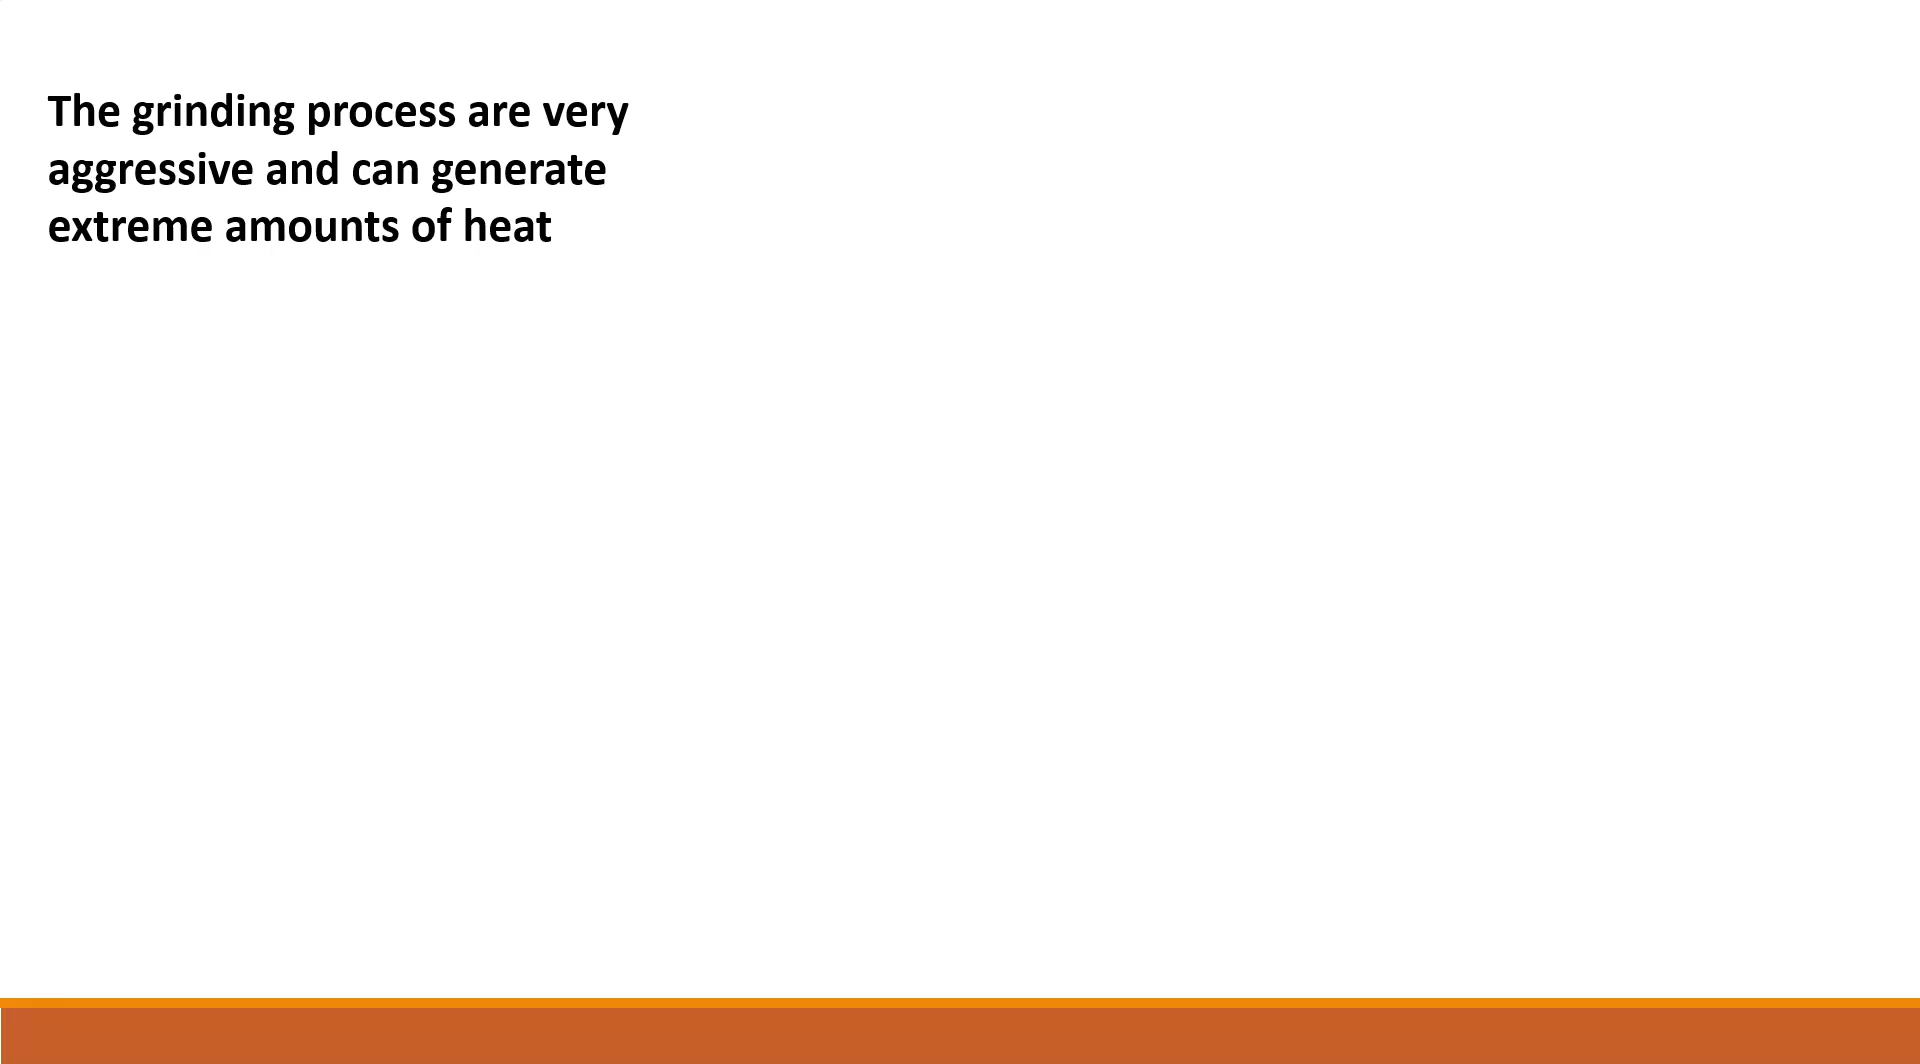 The grinding process are very
aggressive and can generate
extreme amounts of heat